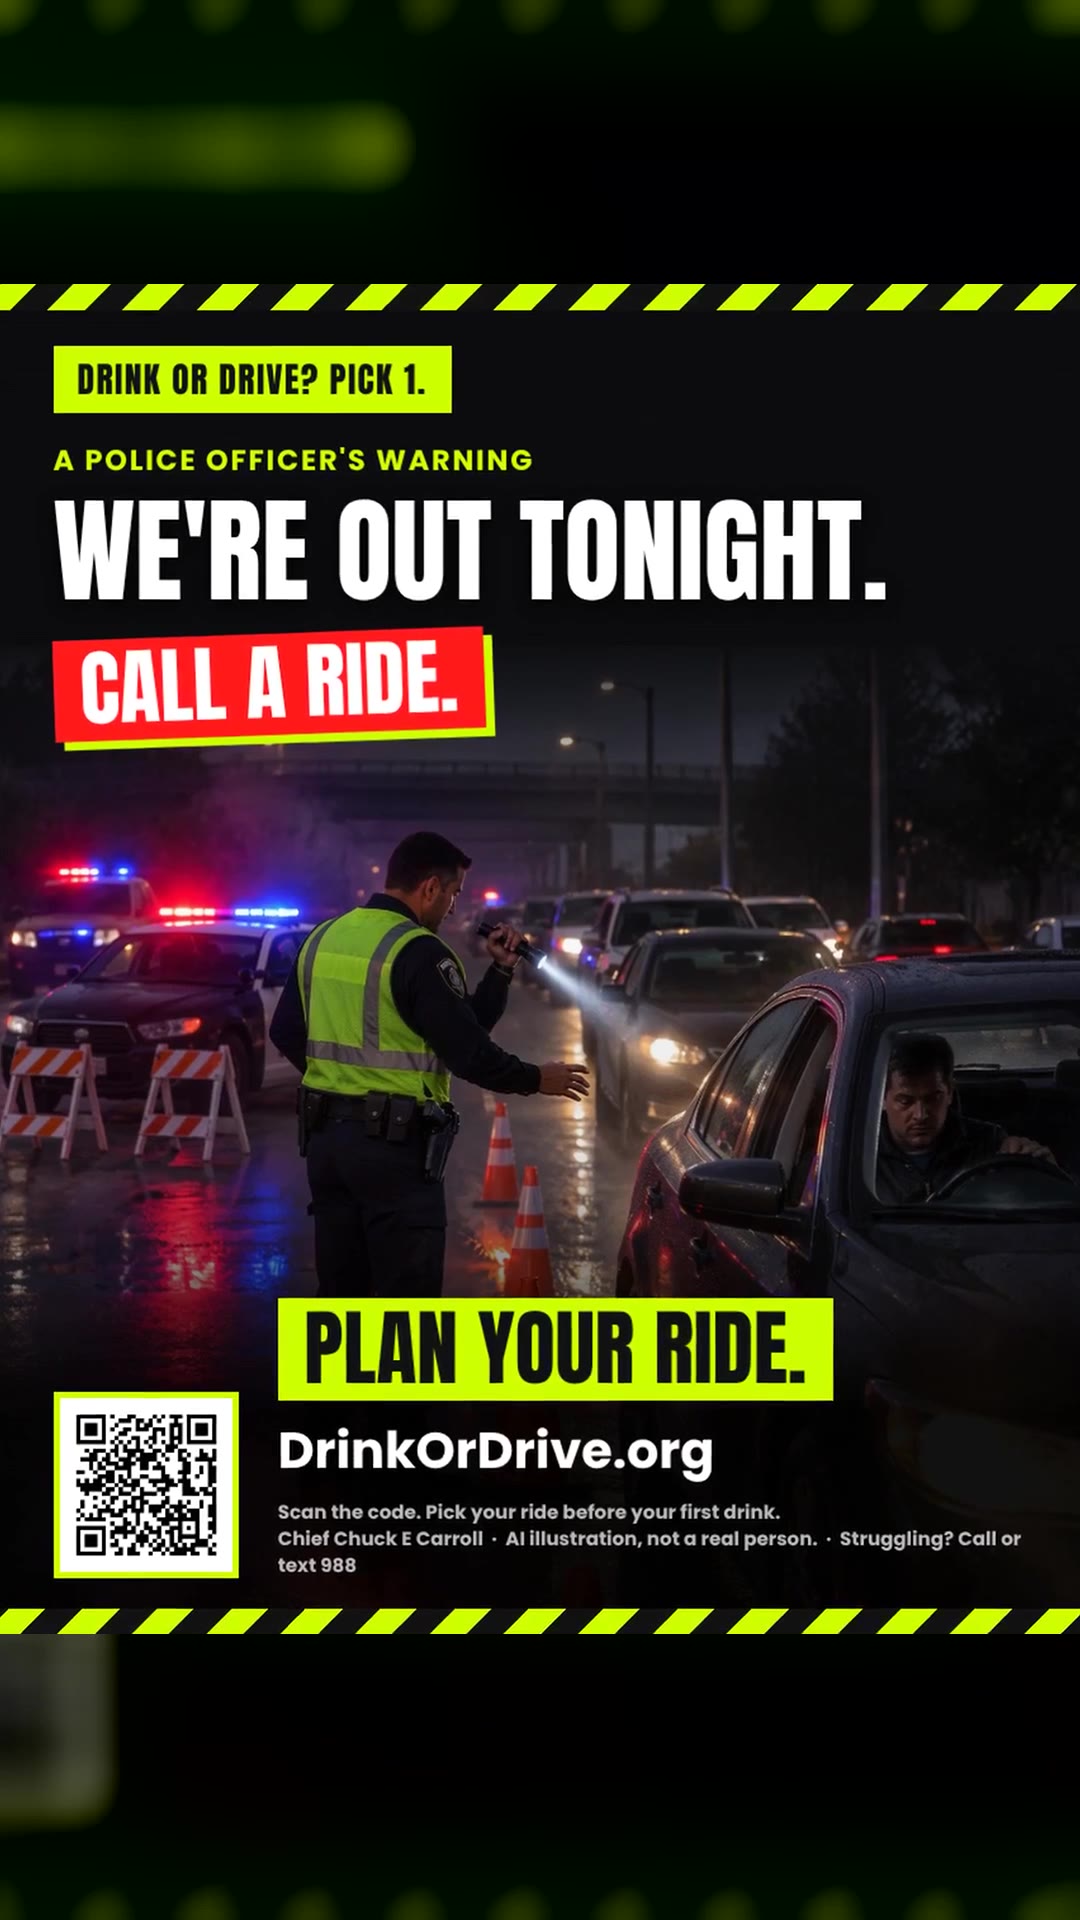 DRINK OR DRIVE? PICK 1.
A POLICE OFFICER'S WARNING
WE'RE OUT TONIGHT.
CALL A RIDE.
PLAN YOUR RIDE.
DrinkOrDrive.org
Scan the code. Pick your ride before your first drink.
Chief Chuck E Carroll · AI illustration, not a real person. · Struggling? Call or
text 988